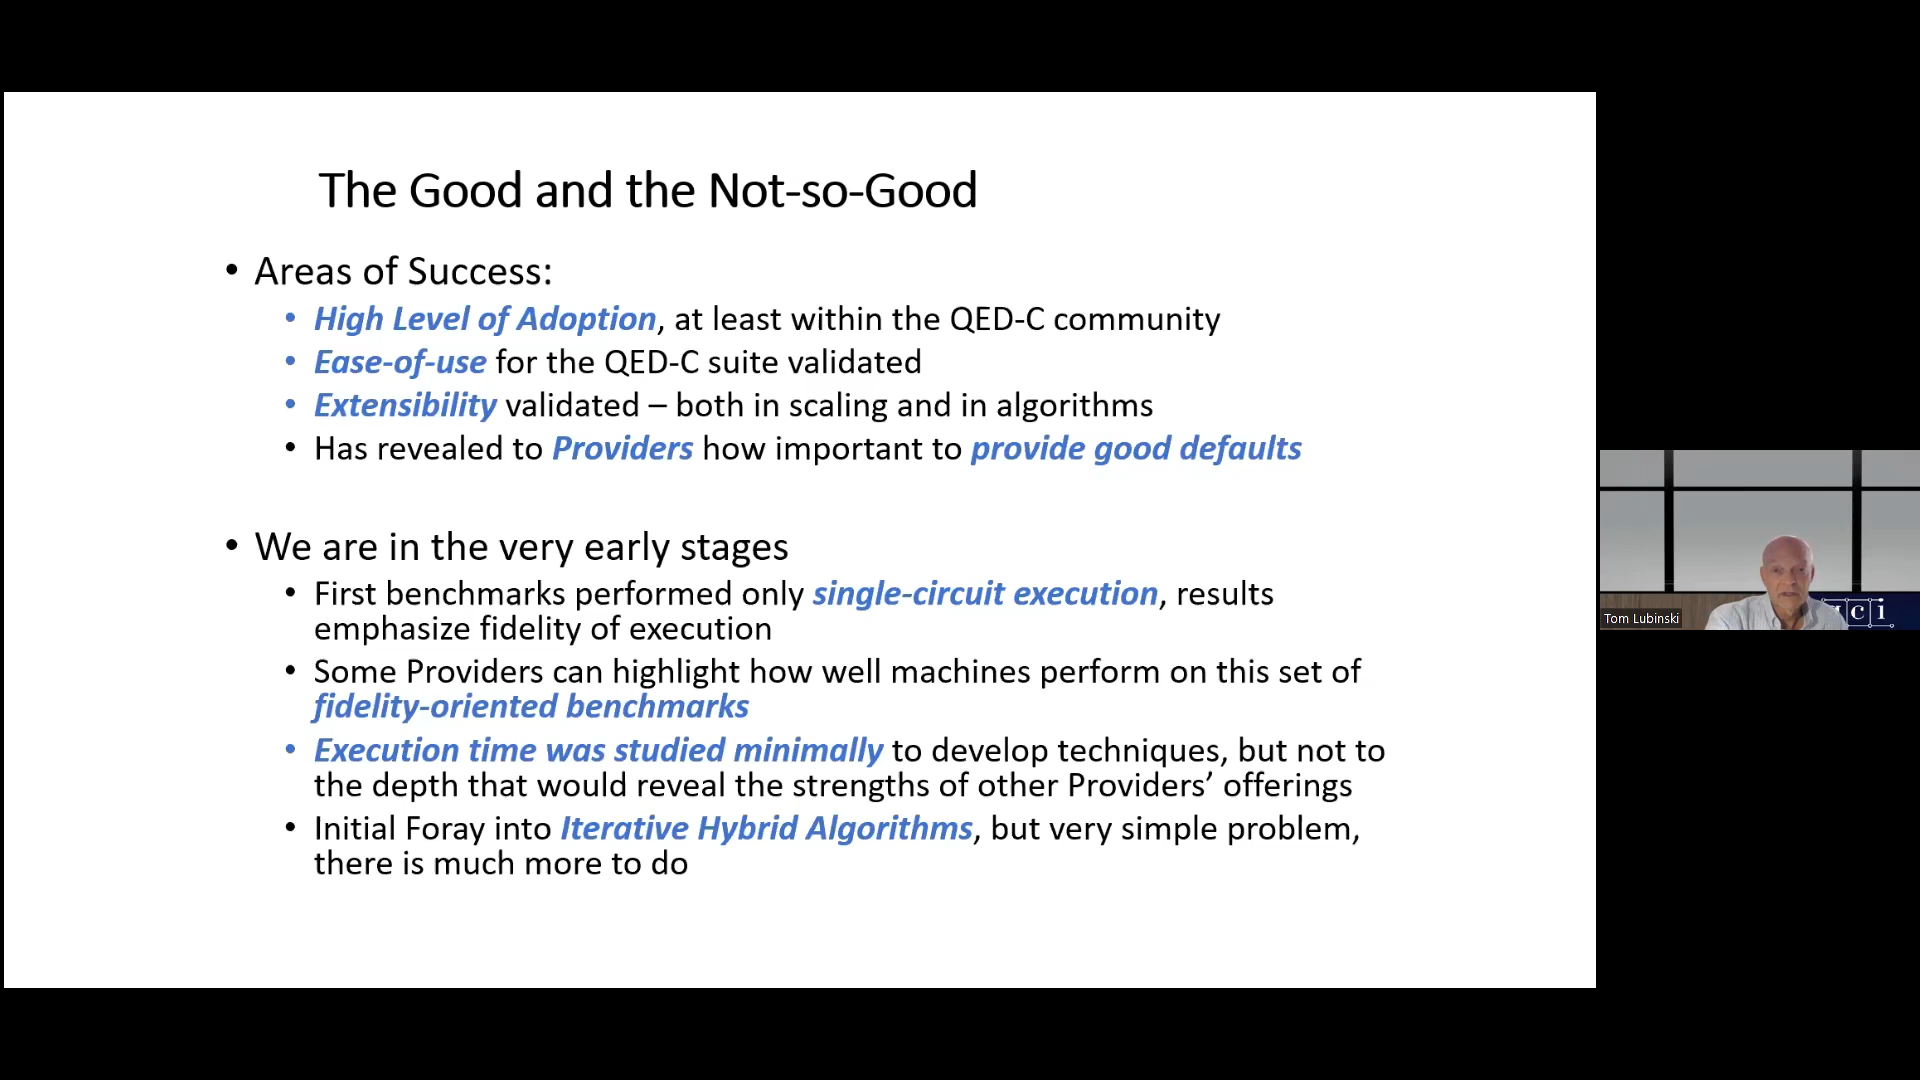 The Good and the Not-so-Good
• Areas of Success:
• High Level of Adoption, at least within the QED-C community
• Ease-of-use for the QED-C suite validated
• Extensibility validated – both in scaling and in algorithms
• Has revealed to Providers how important to provide good defaults
• We are in the very early stages
• First benchmarks performed only single-circuit execution, results
emphasize fidelity of execution
• Some Providers can highlight how well machines perform on this set of
fidelity-oriented benchmarks
• Execution time was studied minimally to develop techniques, but not to
the depth that would reveal the strengths of other Providers’ offerings
• Initial Foray into Iterative Hybrid Algorithms, but very simple problem,
there is much more to do
Tom Lubinski